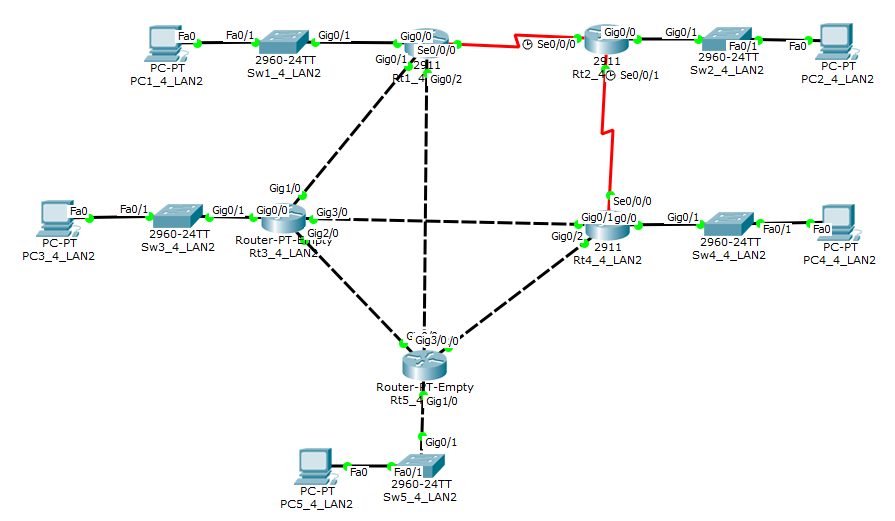 Fa0
Fa0/1
Gig0/1
Gig0/0
Se0/0/0
Se0/0/0
Gig0/0
Gig0/1
Fa0/1
Fa0
PC-PT
PC1_4_LAN2
2960-24TT
Sw1_4_LAN2
Gig0/1
2911
Rt1_4
Gig0/2
2911
Rt2_4
Se0/0/1
2960-24TT
Sw2_4_LAN2
PC-PT
PC2_4_LAN2
Gig1/0
Fa0
Fa0/1
Gig0/1
Gig0/0
Gig3/0
Gig2/0
Se0/0/0
Gig0/1
g0/0
Gig0/2
Gig0/1
Fa0/1
Fa0
PC-PT
PC3_4_LAN2
2960-24TT
Sw3_4_LAN2
Router-PT-Empty
Rt3_4_LAN2
2911
Rt4_4_LAN2
2960-24TT
Sw4_4_LAN2
PC-PT
PC4_4_LAN2
Gig3/0
/0
Router-PT-Empty
Rt5_4
Gig1/0
Gig0/1
Fa0
Fa0/1
PC-PT
PC5_4_LAN2
2960-24TT
Sw5_4_LAN2